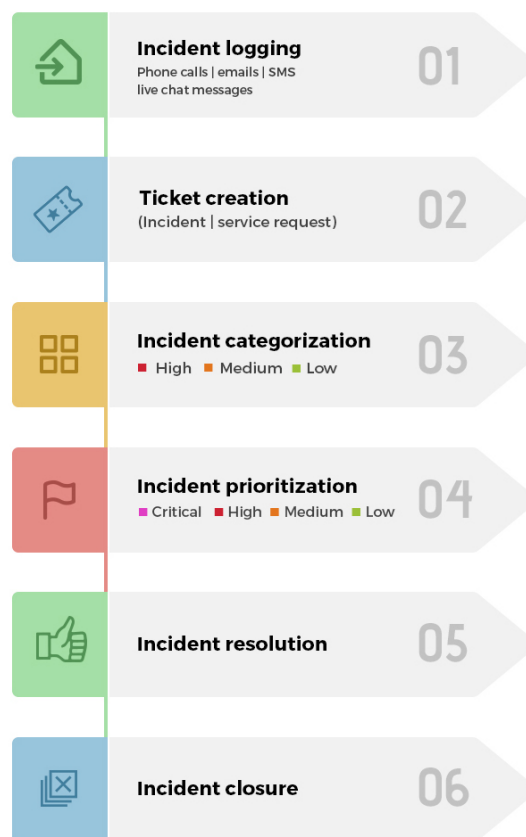 Incident logging
01
Phone calls | emails | SMS
live chat messages
Ticket creation
02
(Incident | service request)
Incident categorization
03
High Medium Low
Incident prioritization
04
Critical High Medium Low
Incident resolution
05
Incident closure
06